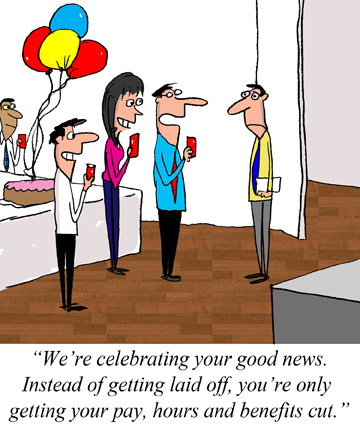 “We’re celebrating your good news.
Instead of getting laid off, you’re only
getting your pay, hours and benefits cut.”